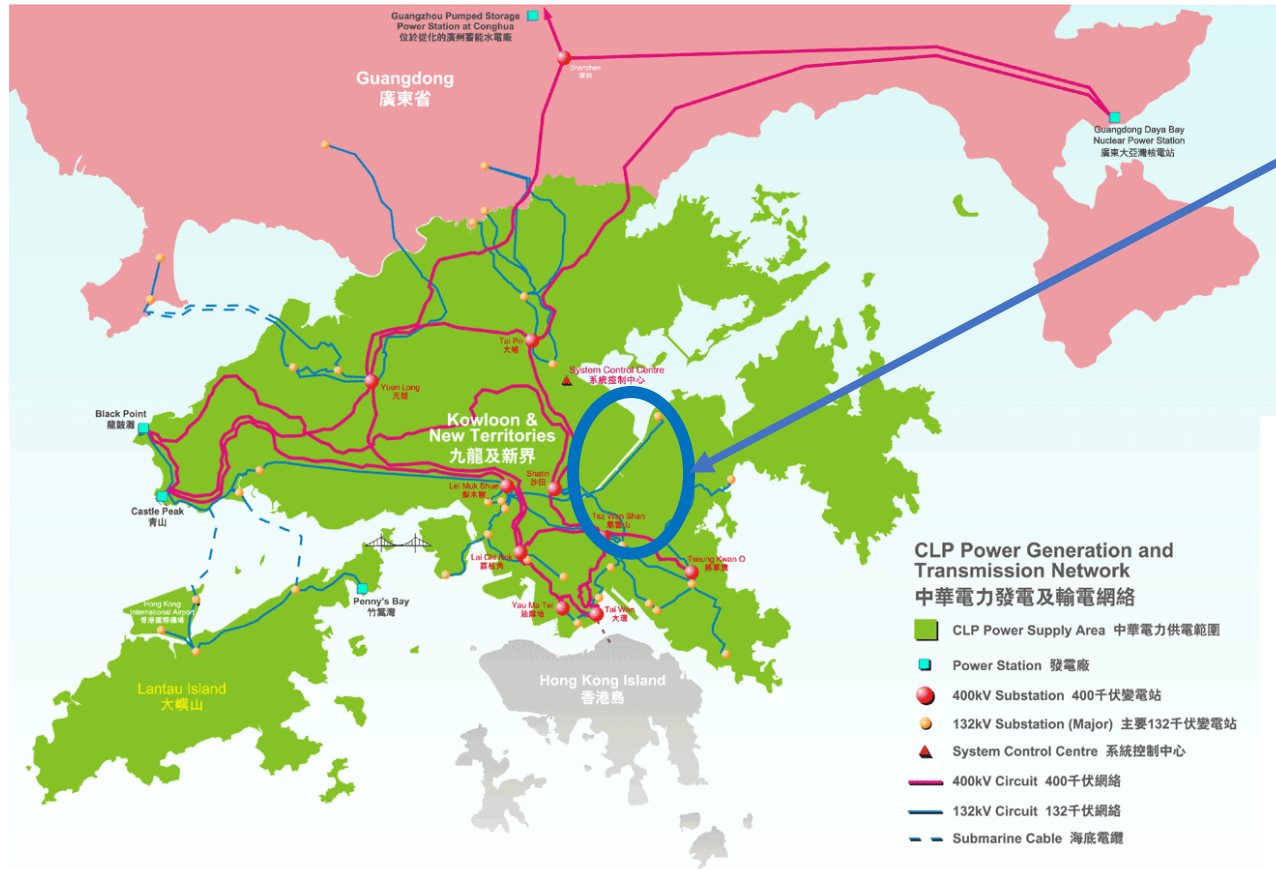 Guangzhou Pumped Storage
Power Station at Conghua
位於從化的廣州蓄能水電廠
Shenzhen
深圳
Guangdong
廣東省
Guangdong Daya Bay
Nuclear Power Station
廣東大亞灣核電站
Tai Po
大埔
System Control Centre
系統控制中心
Yuen Long
元朗
Black Point
龍鼓灘
Kowloon &
New Territories
九龍及新界
Castle Peak
青山
Lei Muk Shue
梨木樹
Shatin
沙田
Tsz Wan Shan
慈雲山
Lai Chi Kok
荔枝角
Tseung Kwan O
將軍澳
Penny's Bay
竹篙灣
Yau Ma Tei
油麻地
Tai Wan
大環
Hong Kong
International Airport
香港國際機場
Lantau Island
大嶼山
Hong Kong Island
香港島
CLP Power Generation and
Transmission Network
中華電力發電及輸電網絡
CLP Power Supply Area 中華電力供電範圍
Power Station 發電廠
400kV Substation 400千伏變電站
132kV Substation (Major) 主要132千伏變電站
System Control Centre 系統控制中心
400kV Circuit 400千伏網絡
132kV Circuit 132千伏網絡
Submarine Cable 海底電纜